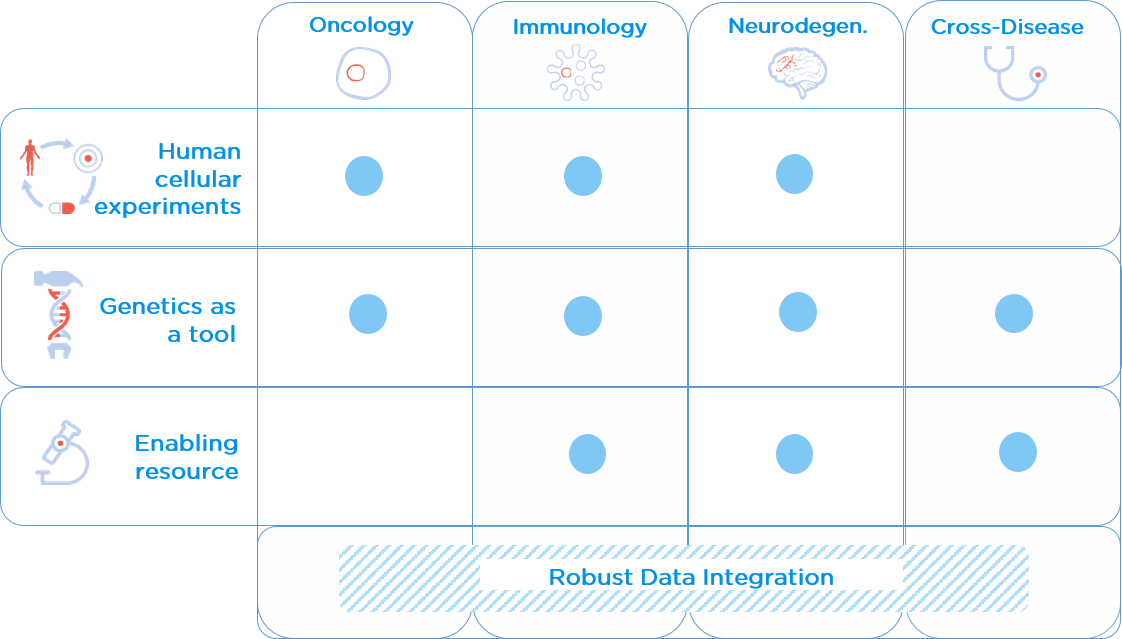 Oncology
Immunology
Neurodegen.
Cross-Disease
Human
cellular
experiments
Genetics as
a tool
Enabling
resource
Robust Data Integration